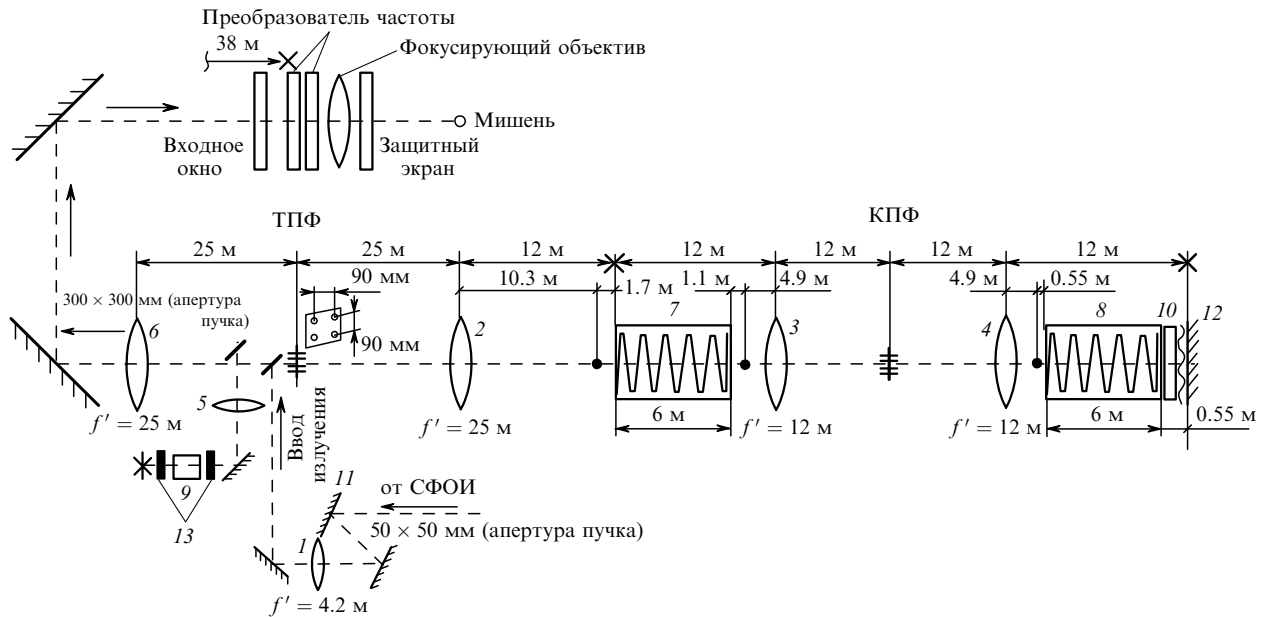 Преобразователь частоты
38 м
Фокусирующий объектив
Мишень
Входное
окно
Защитный
экран
ТПФ
КПФ
25 м
25 м
12 м
12 м
12 м
12 м
12 м
90 мм
10.3 м
1.7 м
1.1 м
4.9 м
4.9 м
0.55 м
300 × 300 мм (апертура
пучка)
6
90 мм
2
7
3
4
8
10
12
5
f′ = 25 м
f′ = 25 м
6 м
f′ = 12 м
f′ = 12 м
6 м
0.55 м
Ввод
излучения
9
13
11
от СФОИ
50 × 50 мм (апертура пучка)
1
f′ = 4.2 м